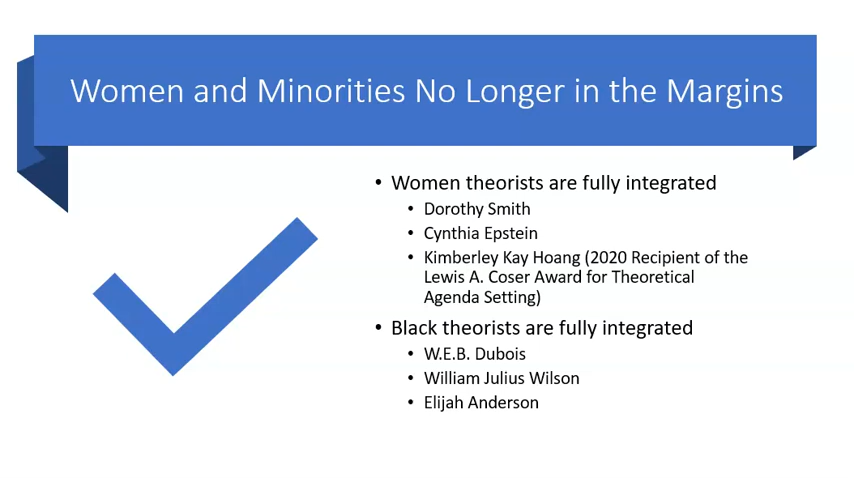 Women and Minorities No Longer in the Margins
• Women theorists are fully integrated
• Dorothy Smith
• Cynthia Epstein
• Kimberley Kay Hoang (2020 Recipient of the
Lewis A. Coser Award for Theoretical
Agenda Setting)
• Black theorists are fully integrated
• W.E.B. Dubois
• William Julius Wilson
• Elijah Anderson